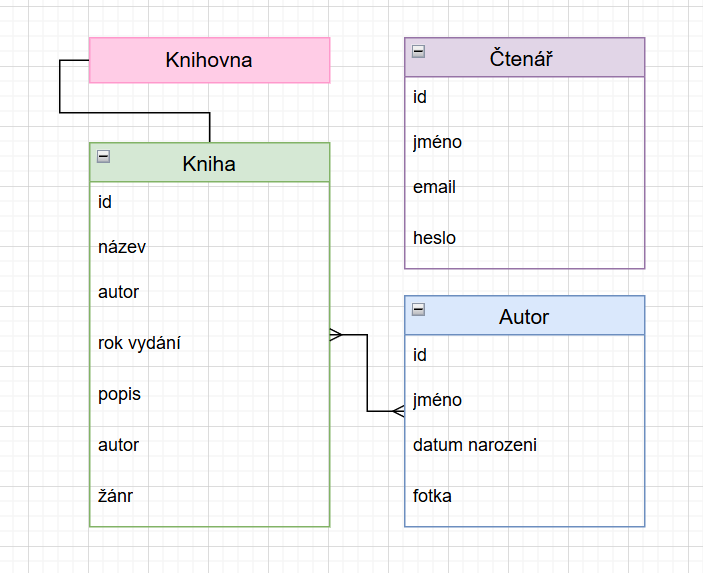 Knihovna
Kniha
id
název
autor
rok vydání
popis
autor
žánr
Čtenář
id
jméno
email
heslo
Autor
id
jméno
datum narozeni
fotka